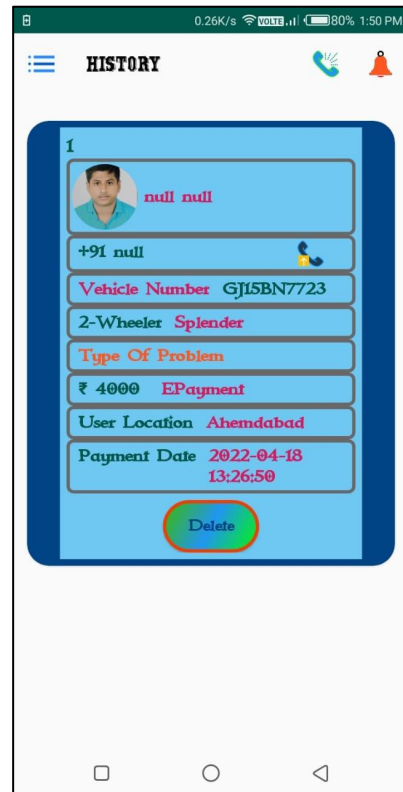 0.26K/s VOLTE 80% 1:50 PM
HISTORY
1
null null
+91 null
Vehicle Number GJ15BN7723
2-Wheeler Splender
Type Of Problem
₹ 4000 EPayment
User Location Ahemdabad
Payment Date 2022-04-18
13:26:50
Delete